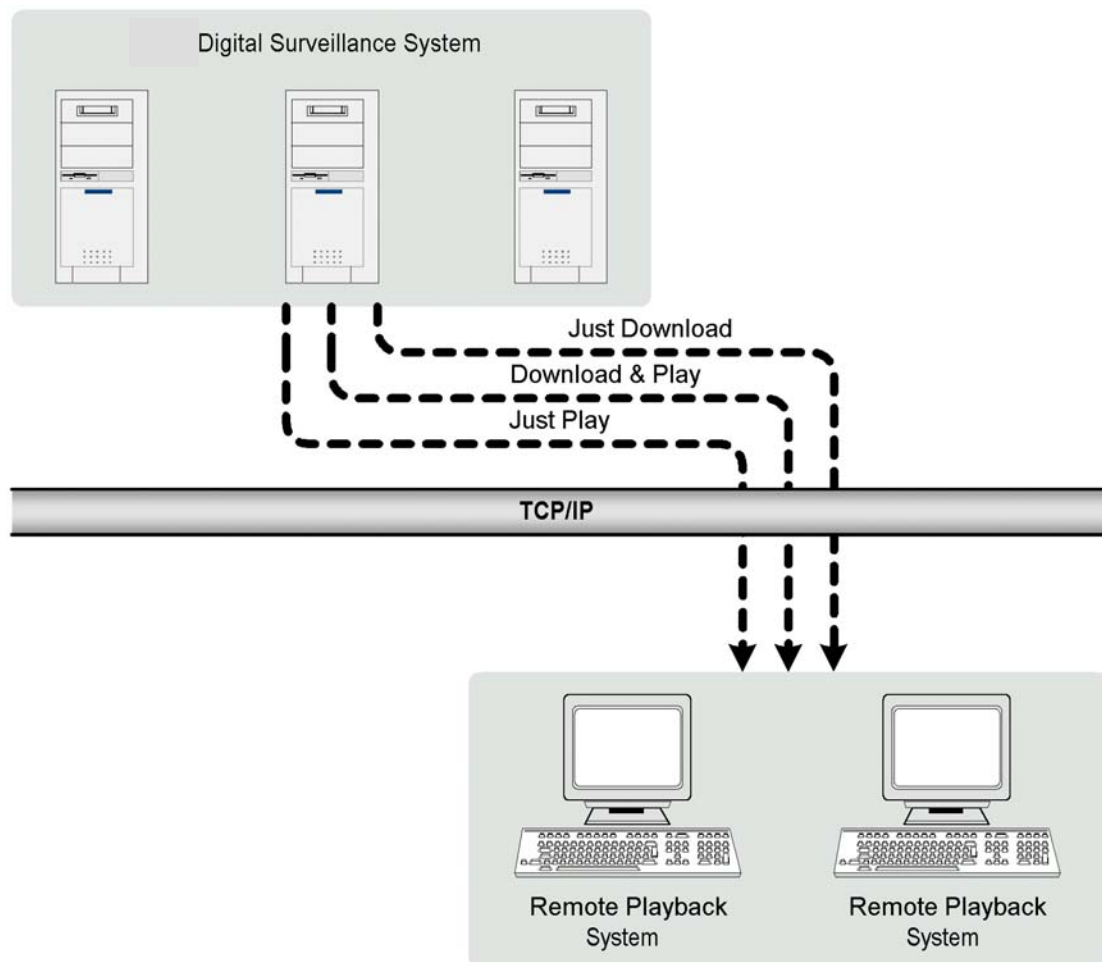 Digital Surveillance System
Just Download
Download & Play
Just Play
TCP/IP
Remote Playback
System
Remote Playback
System